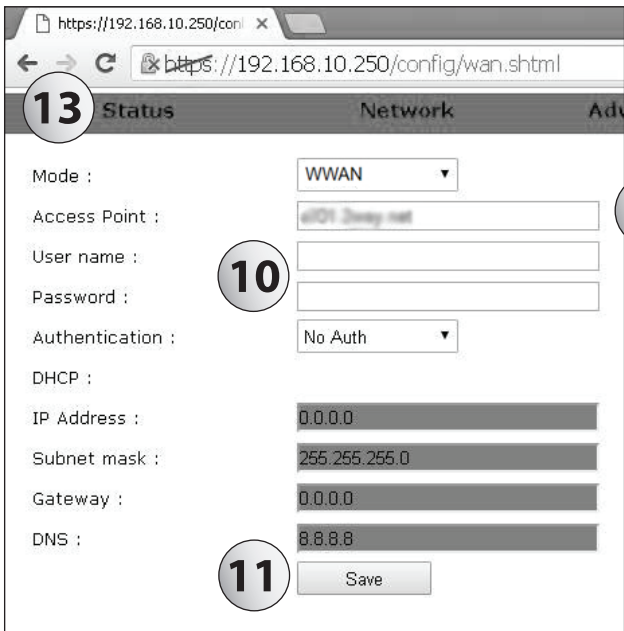 https://192.168.10.250/con
https://192.168.10.250/config/wan.shtml
13 Status Network Adv
Mode : WWAN
Access Point :
User name :
10
Password :
Authentication : No Auth
DHCP :
IP Address : 0.0.0.0
Subnet mask : 255.255.255.0
Gateway : 0.0.0.0
DNS : 8.8.8.8
11 Save